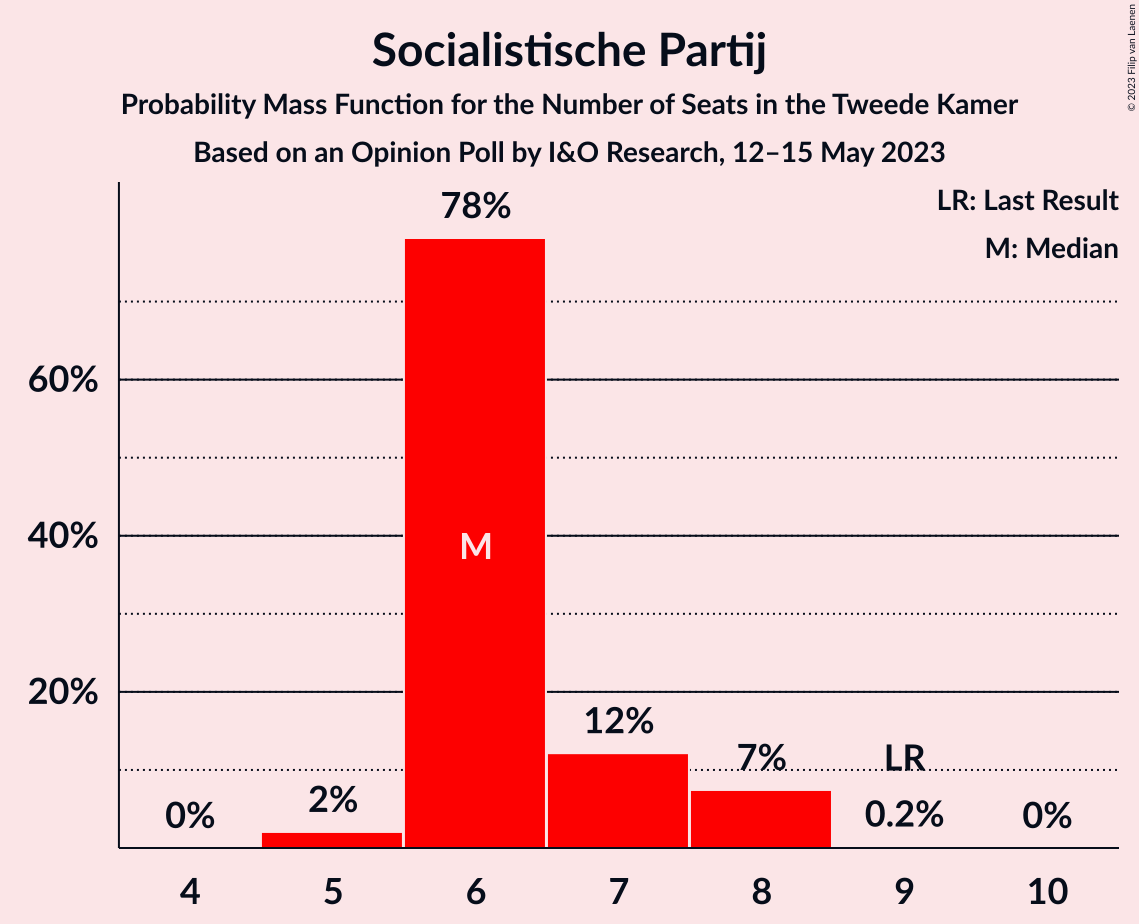 Socialistische Partij
Probability Mass Function for the Number of Seats in the Tweede Kamer
Based on an Opinion Poll by I&O Research, 12–15 May 2023
© 2023 Filip van Laenen
LR: Last Result
M: Median
78%
60%
40%
20%
M
12%
7%
LR
2%
0%
0.2%
0%
4 5 6 7 8 9 10